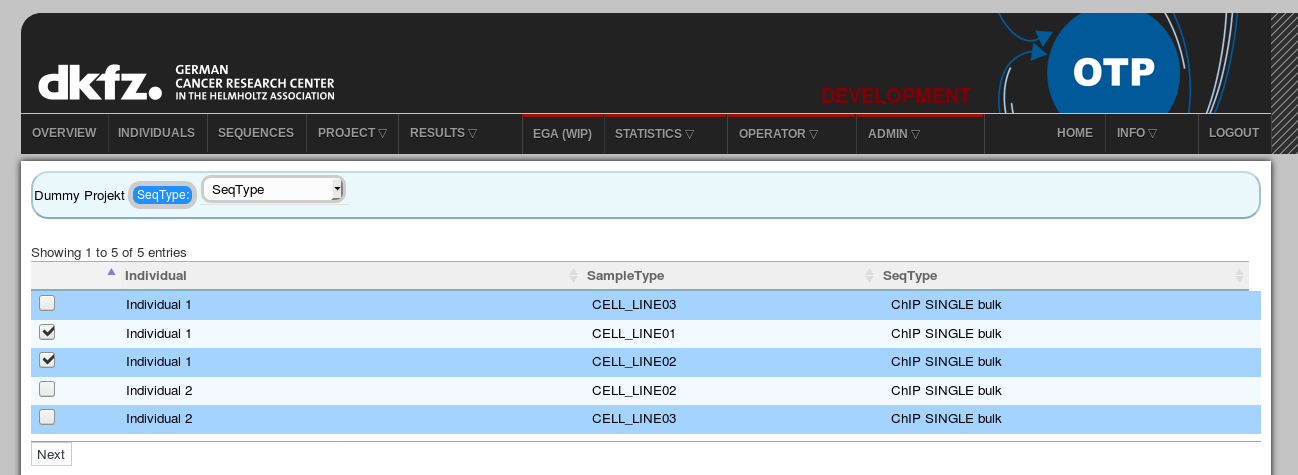 dkfz.
GERMAN
CANCER RESEARCH CENTER
IN THE HELMHOLTZ ASSOCIATION
DEVELOPMENT
OTP
OVERVIEW INDIVIDUALS SEQUENCES PROJECT ▽ RESULTS ▽ EGA (WIP) STATISTICS ▽ OPERATOR ▽ ADMIN ▽ HOME INFO ▽ LOGOUT
Dummy Projekt SeqType: SeqType
Showing 1 to 5 of 5 entries
Individual SampleType SeqType
Individual 1 CELL_LINE03 ChIP SINGLE bulk
Individual 1 CELL_LINE01 ChIP SINGLE bulk
Individual 1 CELL_LINE02 ChIP SINGLE bulk
Individual 2 CELL_LINE02 ChIP SINGLE bulk
Individual 2 CELL_LINE03 ChIP SINGLE bulk
Next